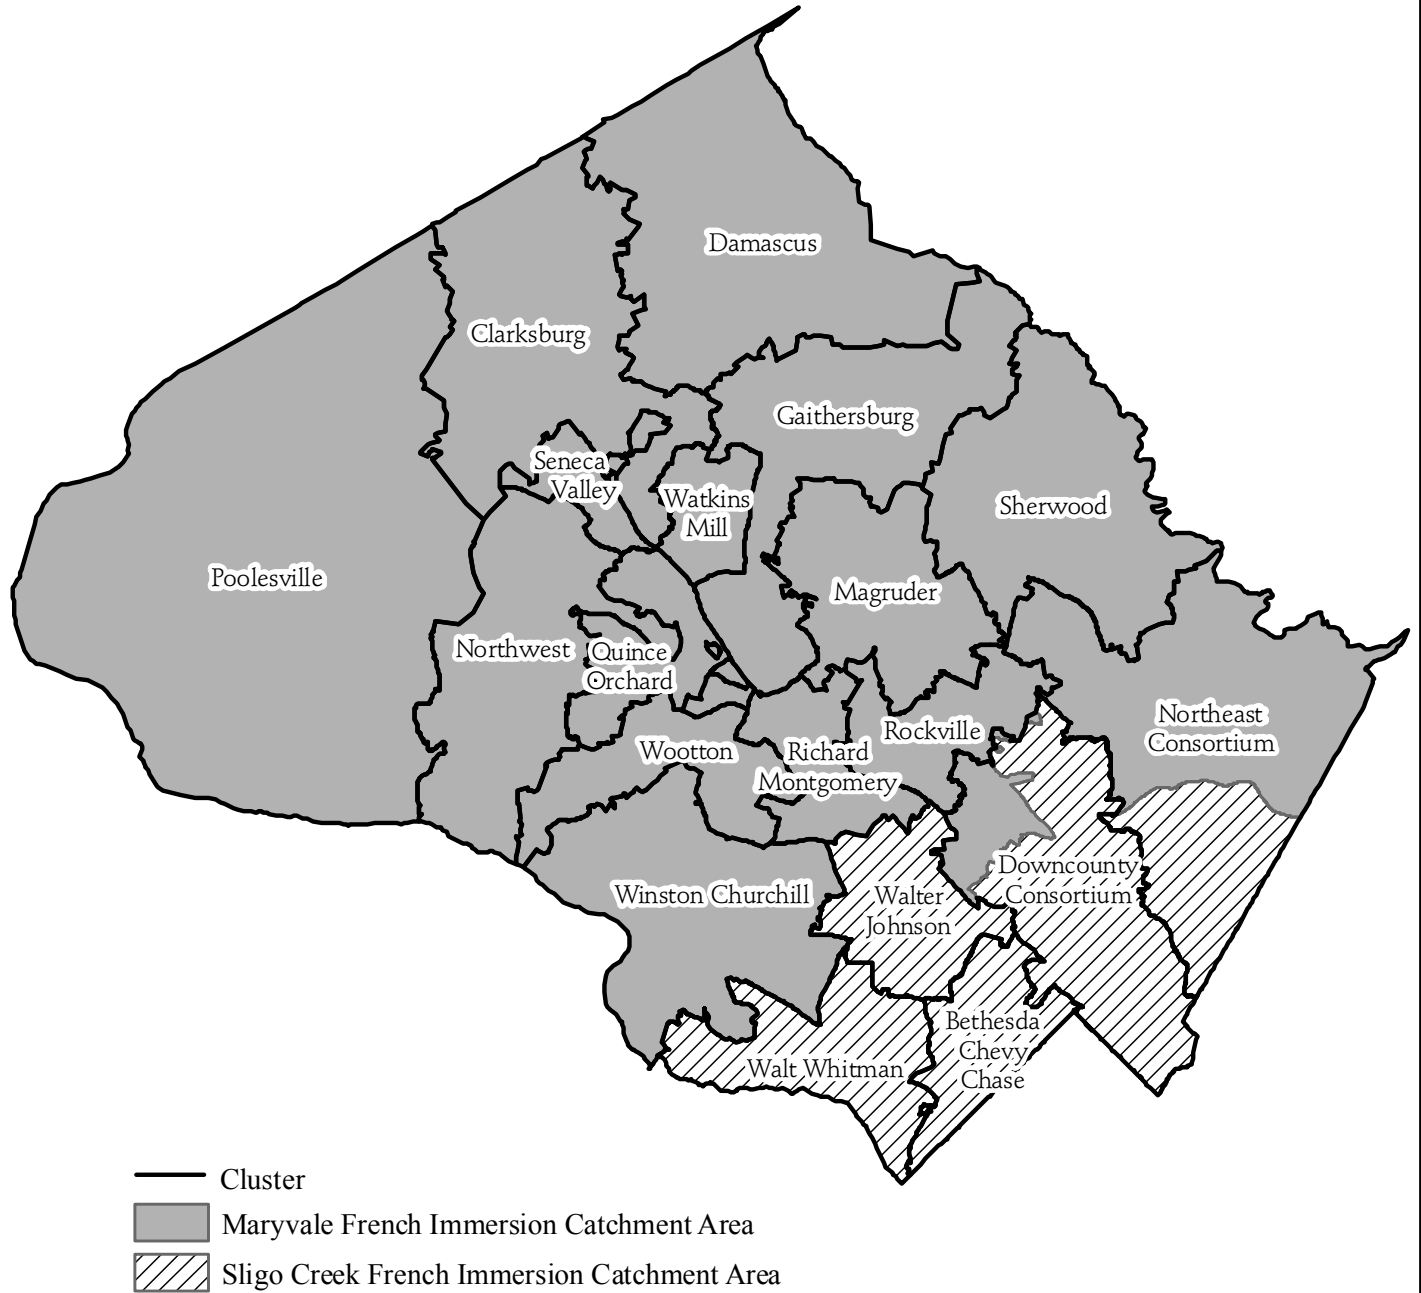 Damascus
Clarksburg
Gaithersburg
Seneca
Valley
Watkins
Mill
Sherwood
Poolesville
Magruder
Northwest
Quince
Orchard
Northeast
Consortium
Rockville
Wootton
Richard
Montgomery
Downcounty
Consortium
Winston Churchill
Walter
Johnson
Bethesda
Chevy
Chase
Walt Whitman
Cluster
Maryvale French Immersion Catchment Area
Sligo Creek French Immersion Catchment Area